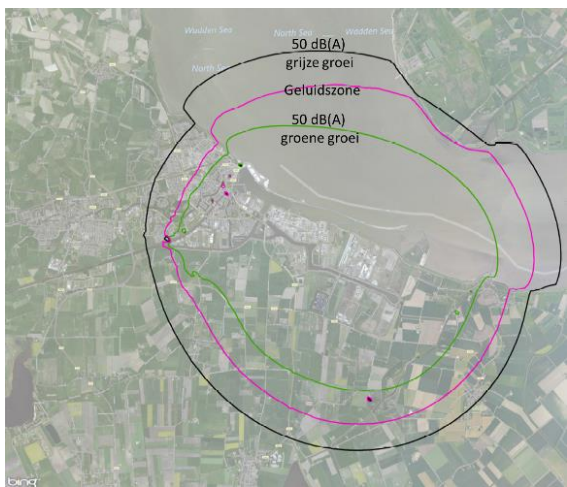 Wadden Sea
North Sea
Wadden Sea
North Sea
50 dB(A)
grijze groei
Geluidszone
50 dB(A)
groene groei
bing